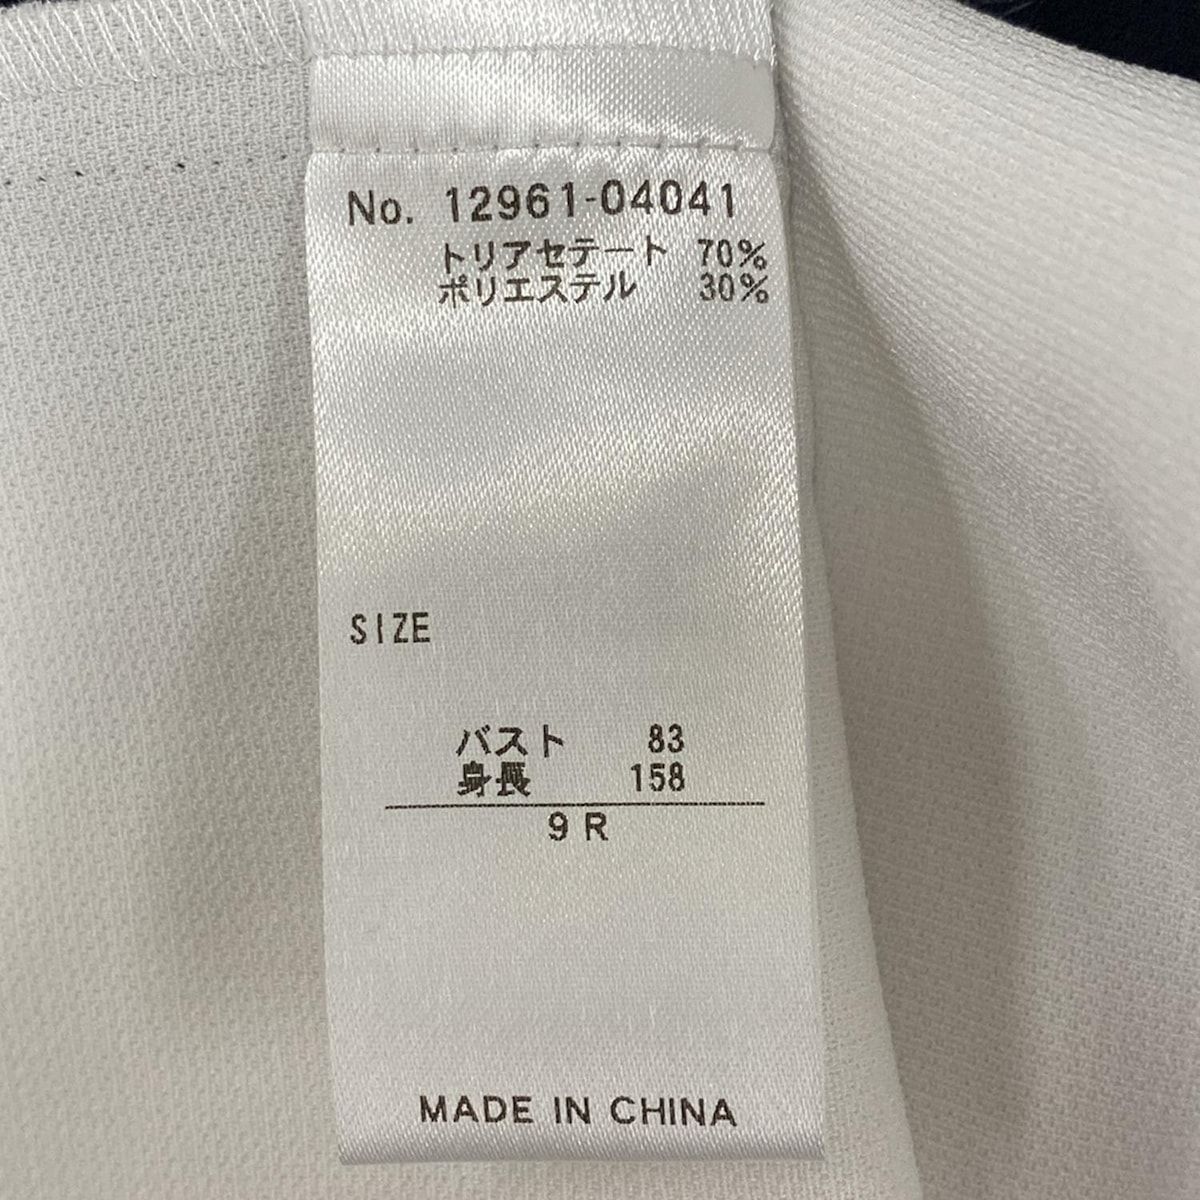 No. 12961-04041
トリアセテート 70%
ポリエステル 30%
SIZE
バスト 83
身長 158
9R
MADE IN CHINA